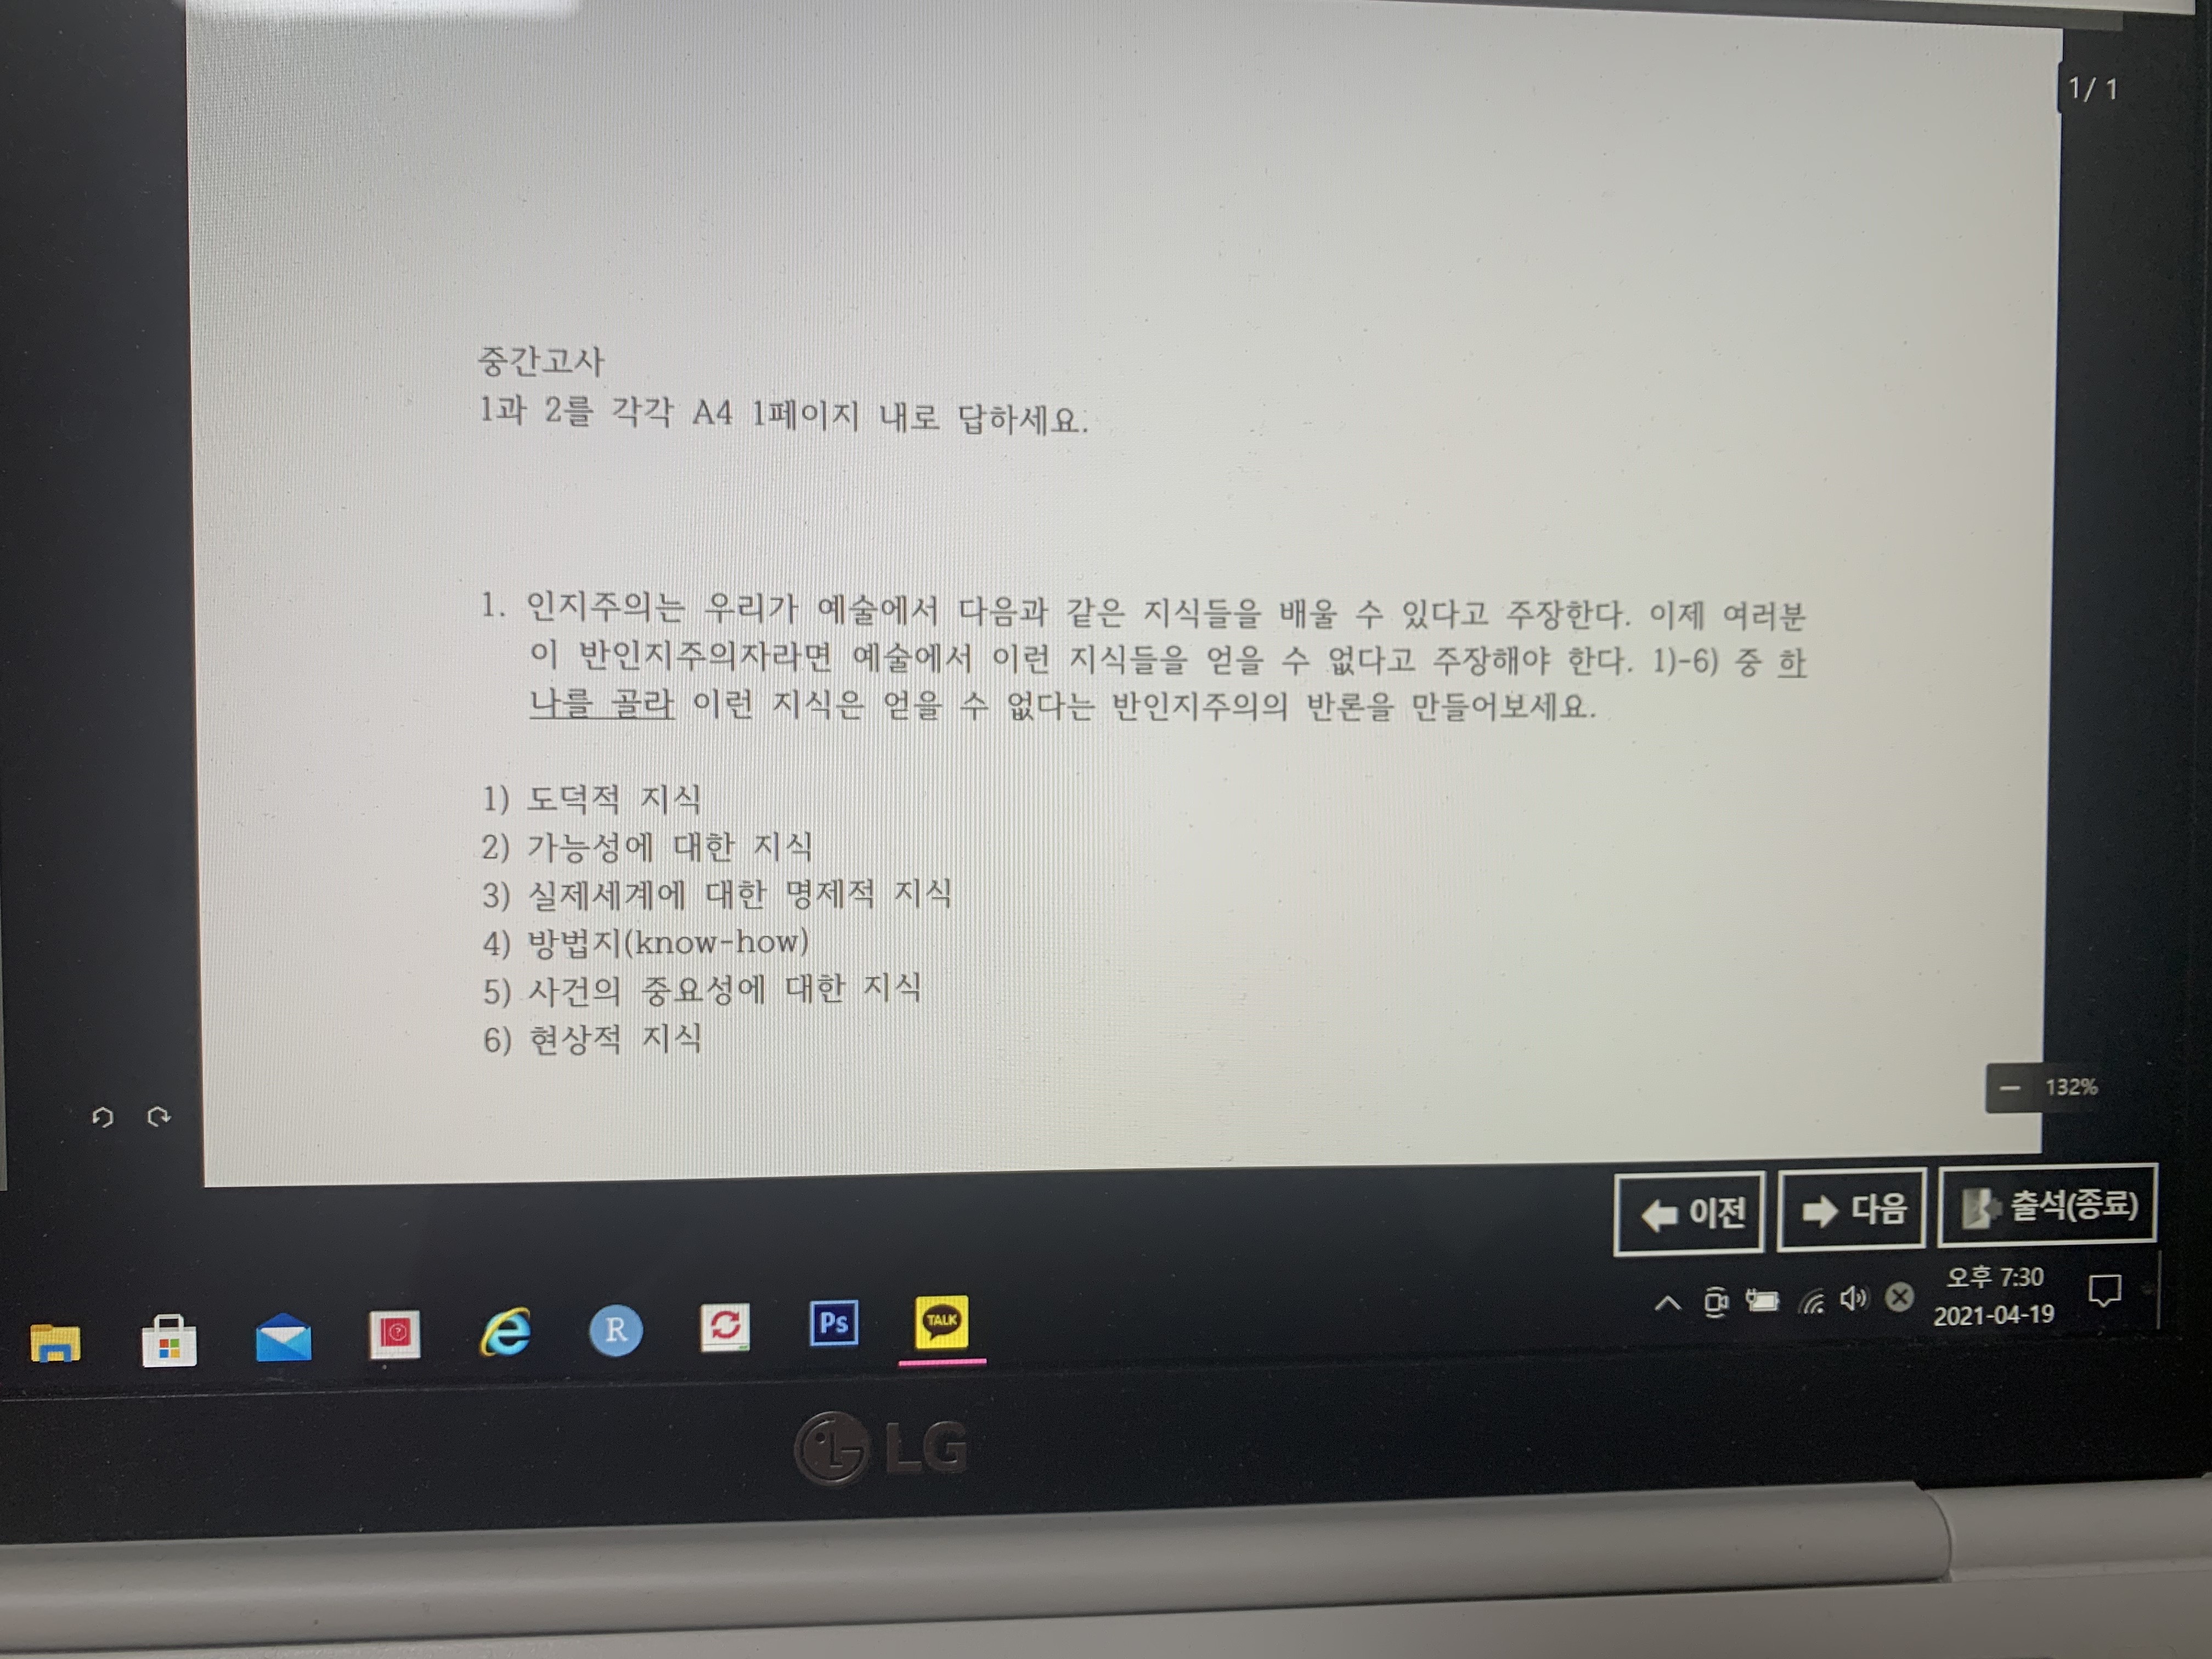 1/ 1
중간고사
1과 2를 각각 A4 1페이지 내로 답하세요.
1. 인지주의는 우리가 예술에서 다음과 같은 지식들을 배울 수 있다고 주장한다. 이제 여러분
이 반인지주의자라면 예술에서 이런 지식들을 얻을 수 없다고 주장해야 한다. 1)-6) 중 하
나를 골라 이런 지식은 얻을 수 없다는 반인지주의의 반론을 만들어보세요.
1) 도덕적 지식
2) 가능성에 대한 지식
3) 실제세계에 대한 명제적 지식
4) 방법지(know-how)
5) 사건의 중요성에 대한 지식
6) 현상적 지식
132%
이전 다음 출석(종료)
오후 7:30
2021-04-19
R
Ps
TALK
LG